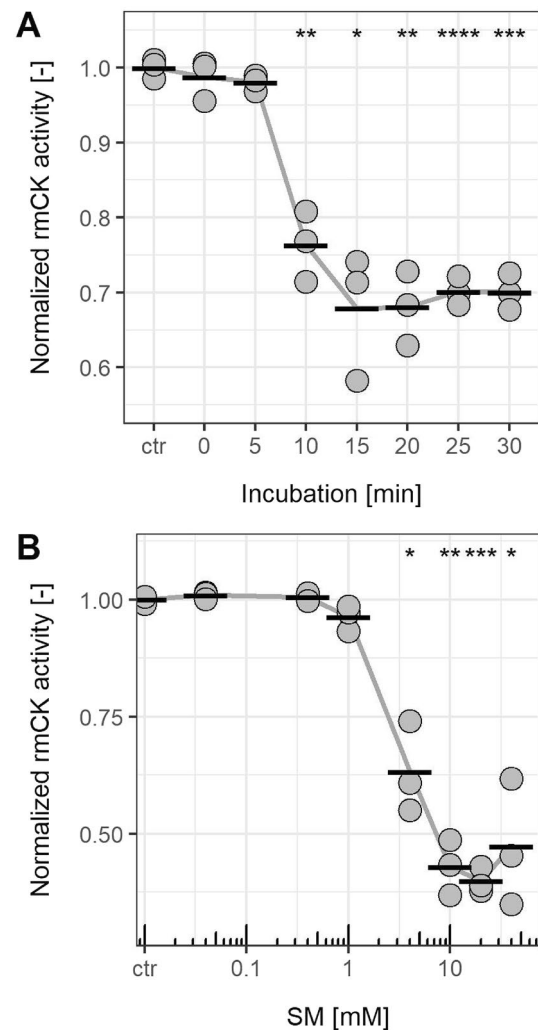 A
** * ** **** ***
Normalized rmCK activity [-]
1.0
0.9
0.8
0.7
0.6
ctr 0 5 10 15 20 25 30
Incubation [min]
B
* ** *** *
Normalized rmCK activity [-]
1.00
0.75
0.50
ctr 0.1 1 10
SM [mM]